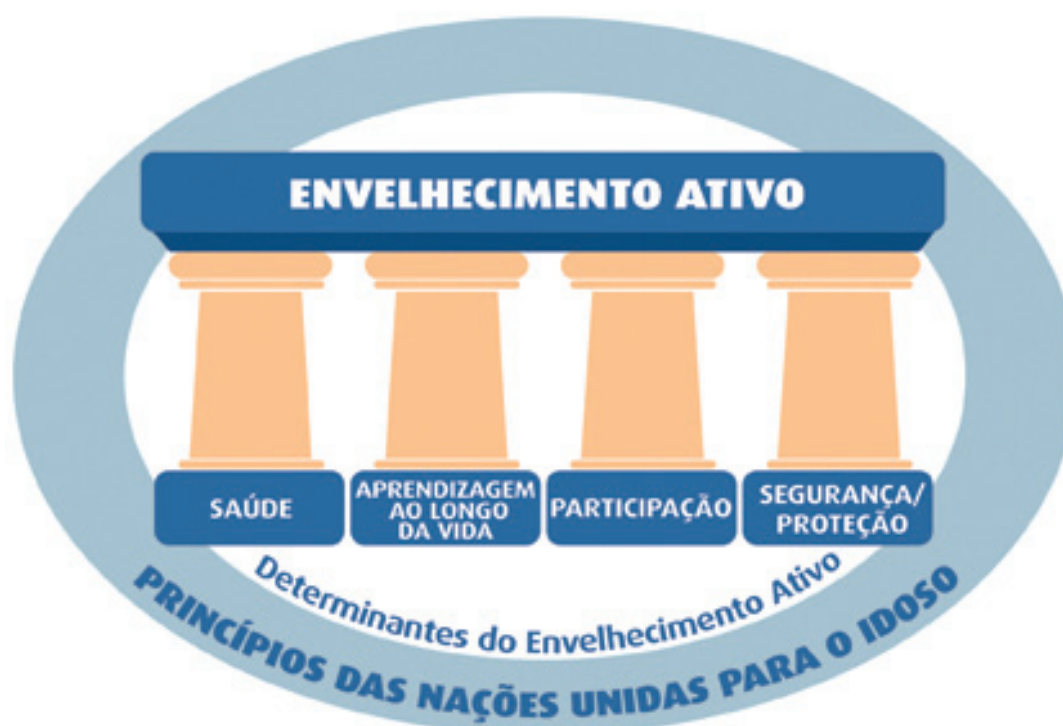 ENVELHECIMENTO ATIVO
SAÚDE
APRENDIZAGEM
AO LONGO
DA VIDA
PARTICIPAÇÃO
SEGURANÇA/
PROTEÇÃO
Determinantes do Envelhecimento Ativo
PRINCÍPIOS DAS NAÇÕES UNIDAS PARA O IDOSO